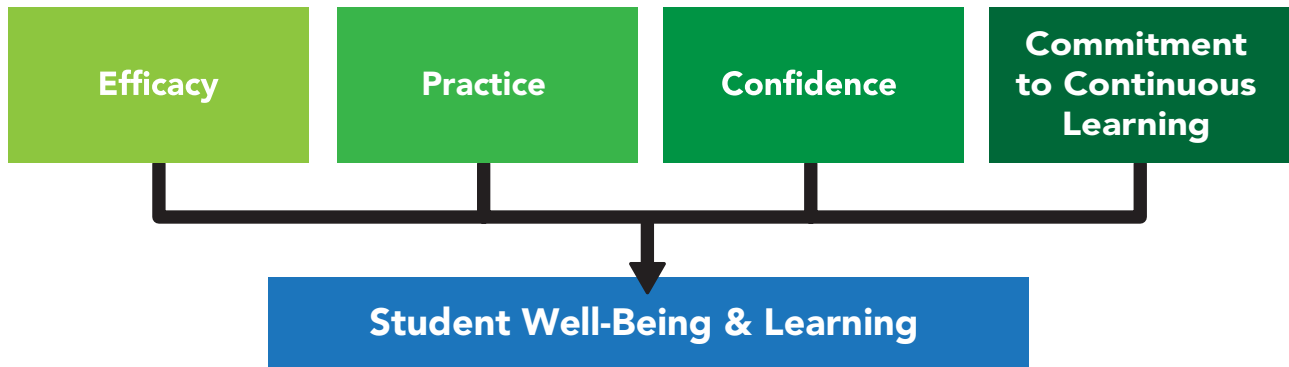 Efficacy
Practice
Confidence
Commitment
to Continuous
Learning
Student Well-Being & Learning